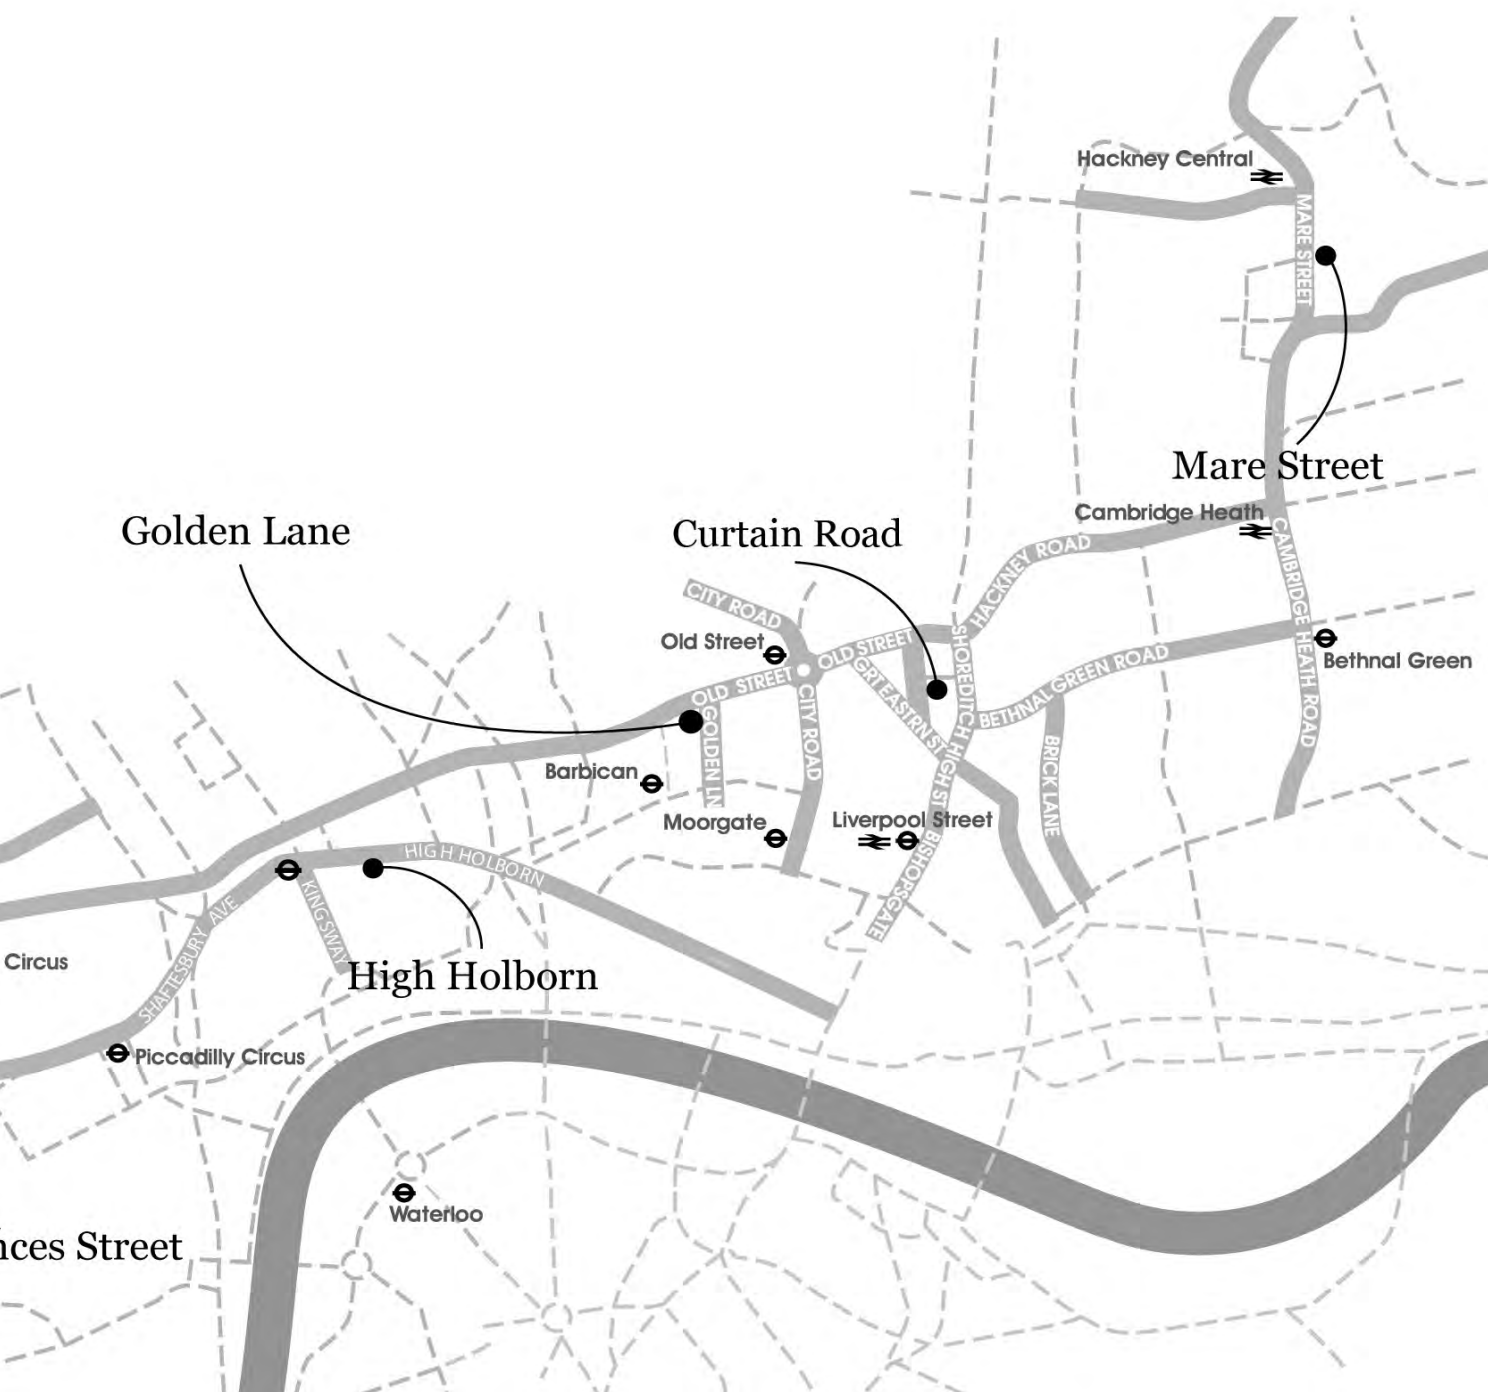 Hackney Central
MARE STREET
Mare Street
Cambridge Heath
Golden Lane
Curtain Road
HACKNEY ROAD
CAMBRIDGE HEATH ROAD
CITY ROAD
Old Street
OLD STREET
OLD STREET
SHOREDITCH HIGH ST
BETHNAL GREEN ROAD
Bethnal Green
GRT EASTRN ST
GOLDEN LN
CITY ROAD
BRICK LANE
Barbican
Moorgate
Liverpool Street
BISHOPSGATE
HIGH HOLBORN
KINGSWAY
SHAFTESBURY AVE
Circus
High Holborn
Piccadilly Circus
Waterloo
nces Street